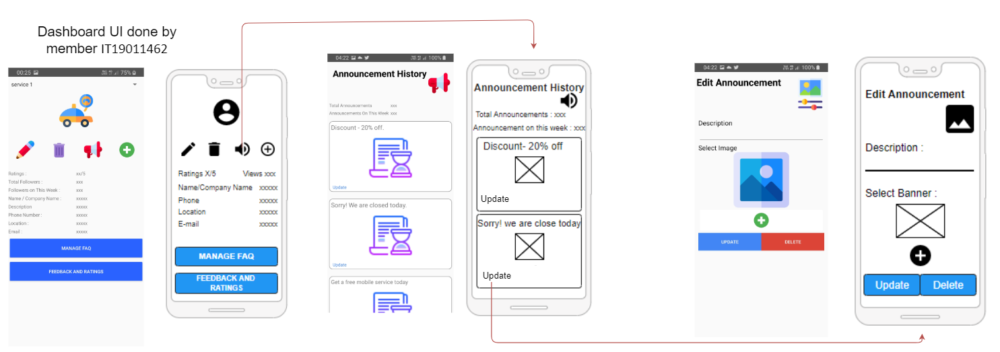 Dashboard UI done by
member IT19011462
00:25 75%
service 1
Ratings : xx/5
Total Followers : xxx
Followers on This Week : xxx
Name / Company Name : xxxxx
Description xxxxx
Phone Number : xxxxx
Location : xxxxx
Email : xxxxx
MANAGE FAQ
FEEDBACK AND RATINGS
Ratings X/5 Views xxx
Name/Company Name xxxxx
Phone xxxxx
Location xxxxx
E-mail xxxxx
MANAGE FAQ
FEEDBACK AND
RATINGS
04:22 100%
Announcement History
Total Announcements xxx
Announcements On This Week xxx
Discount - 20% off.
Update
Sorry! We are closed today.
Update
Get a free mobile service today
Announcement History
Total Announcements : xxx
Announcement on this week : xxx
Discount- 20% off
Update
Sorry! we are close today
Update
04:22 100%
Edit Announcement
Description
Select Image
UPDATE DELETE
Edit Announcement
Description :
Select Banner :
Update Delete